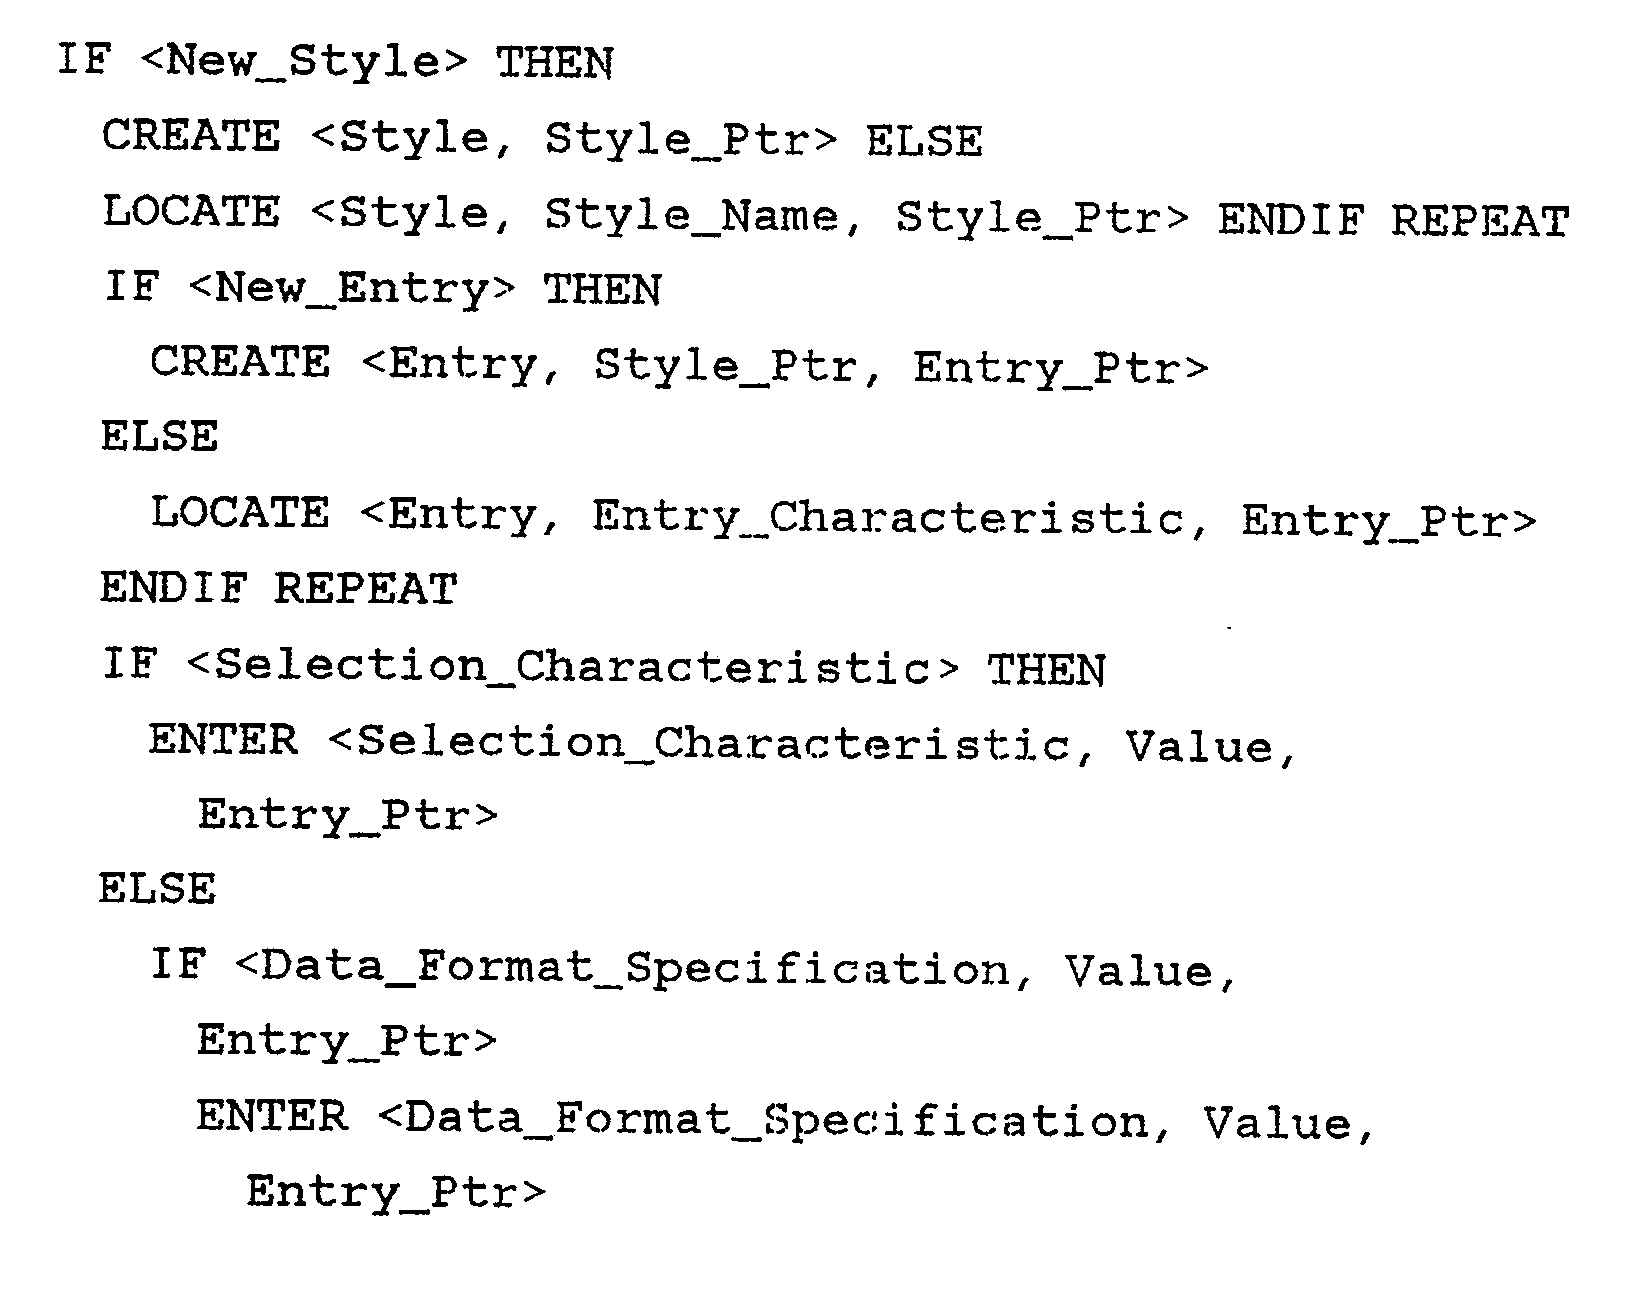 IF <New_Style> THEN
CREATE <Style, Style_Ptr> ELSE
LOCATE <Style, Style_Name, Style_Ptr> ENDIF REPEAT
IF <New_Entry> THEN
CREATE <Entry, Style_Ptr, Entry_Ptr>
ELSE
LOCATE <Entry, Entry_Characteristic, Entry_Ptr>
ENDIF REPEAT
IF <Selection_Characteristic> THEN
ENTER <Selection_Characteristic, Value,
Entry_Ptr>
ELSE
IF <Data_Format_Specification, Value,
Entry_Ptr>
ENTER <Data_Format_Specification, Value,
Entry_Ptr>